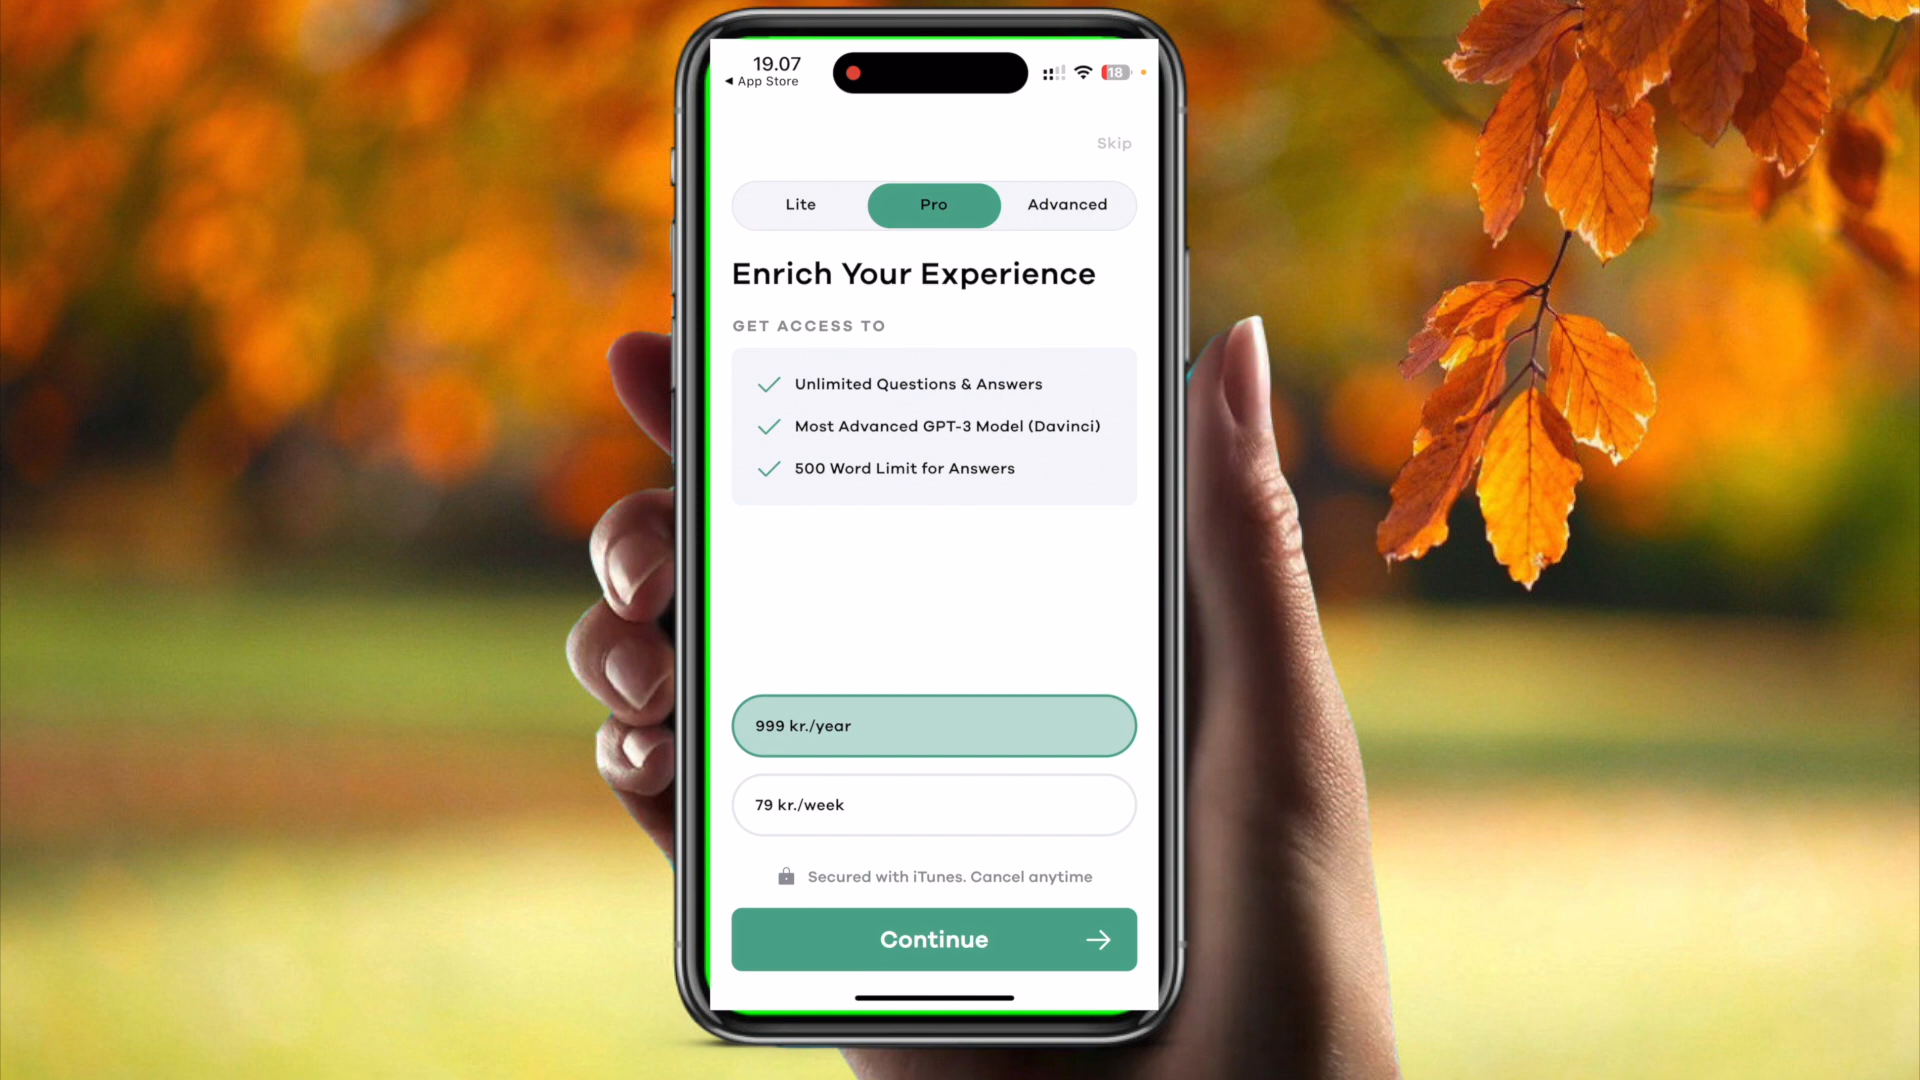 19.07
◀ App Store
18
Skip
Lite
Pro
Advanced
Enrich Your Experience
GET ACCESS TO
Unlimited Questions & Answers
Most Advanced GPT-3 Model (Davinci)
500 Word Limit for Answers
999 kr./year
79 kr./week
Secured with iTunes. Cancel anytime
Continue